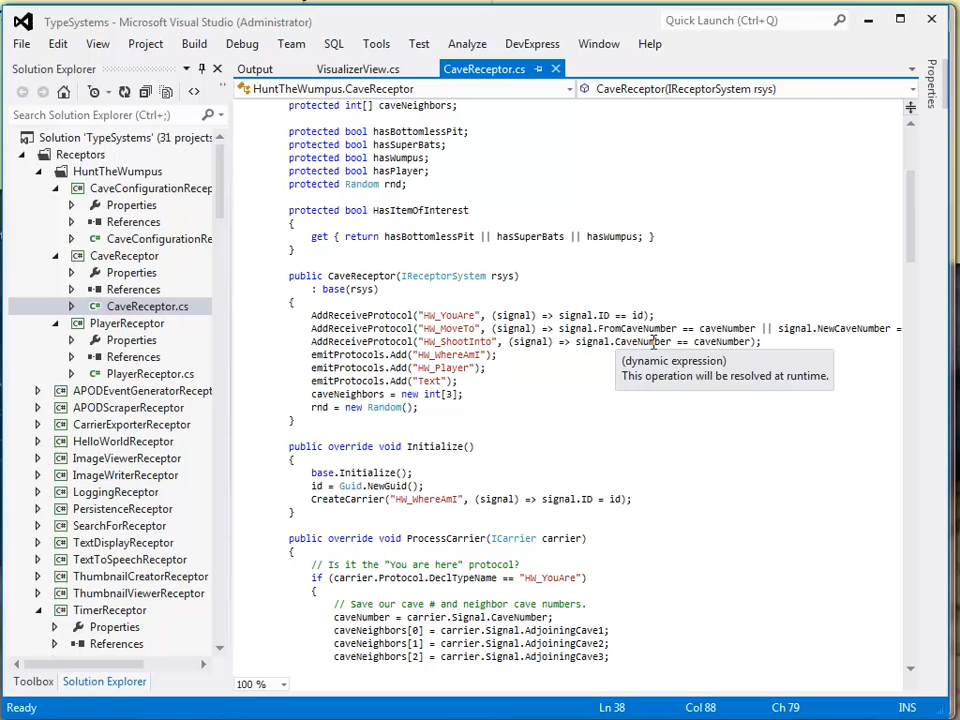 TypeSystems - Microsoft Visual Studio (Administrator)
Quick Launch (Ctrl+Q)
File Edit View Project Build Debug Team SQL Tools Test Analyze DevExpress Window Help
Solution Explorer
Output VisualizerView.cs CaveReceptor.cs
Properties
HuntTheWumpus.CaveReceptor
CaveReceptor(IReceptorSystem rsys)
Search Solution Explorer (Ctrl+;)
Solution 'TypeSystems' (31 projects
Receptors
HuntTheWumpus
CaveConfigurationRecep
Properties
References
CaveConfigurationRe
CaveReceptor
Properties
References
CaveReceptor.cs
PlayerReceptor
Properties
References
PlayerReceptor.cs
APODEventGeneratorRecept
APODScraperReceptor
CarrierExporterReceptor
HelloWorldReceptor
ImageViewerReceptor
ImageWriterReceptor
LoggingReceptor
PersistenceReceptor
SearchForReceptor
TextDisplayReceptor
TextToSpeechReceptor
ThumbnailCreatorReceptor
ThumbnailViewerReceptor
TimerReceptor
Properties
References
Toolbox Solution Explorer
protected int[] caveNeighbors;
protected bool hasBottomlessPit;
protected bool hasSuperBats;
protected bool hasWumpus;
protected bool hasPlayer;
protected Random rnd;
protected bool HasItemOfInterest
{
get { return hasBottomlessPit || hasSuperBats || hasWumpus; }
}
public CaveReceptor(IReceptorSystem rsys)
: base(rsys)
{
AddReceiveProtocol("HW_YouAre", (signal) => signal.ID == id);
AddReceiveProtocol("HW_MoveTo", (signal) => signal.FromCaveNumber == caveNumber || signal.NewCaveNumber =
AddReceiveProtocol("HW_ShootInto", (signal) => signal.CaveNumber == caveNumber);
emitProtocols.Add("HW_WhereAmI");
emitProtocols.Add("HW_Player");
emitProtocols.Add("Text");
caveNeighbors = new int[3];
rnd = new Random();
}
(dynamic expression)
This operation will be resolved at runtime.
public override void Initialize()
{
base.Initialize();
id = Guid.NewGuid();
CreateCarrier("HW_WhereAmI", (signal) => signal.ID = id);
}
public override void ProcessCarrier(ICarrier carrier)
{
// Is it the "You are here" protocol?
if (carrier.Protocol.DeclTypeName == "HW_YouAre")
{
// Save our cave # and neighbor cave numbers.
caveNumber = carrier.Signal.CaveNumber;
caveNeighbors[0] = carrier.Signal.AdjoiningCave1;
caveNeighbors[1] = carrier.Signal.AdjoiningCave2;
caveNeighbors[2] = carrier.Signal.AdjoiningCave3;
100 %
Ready Ln 38 Col 88 Ch 79 INS